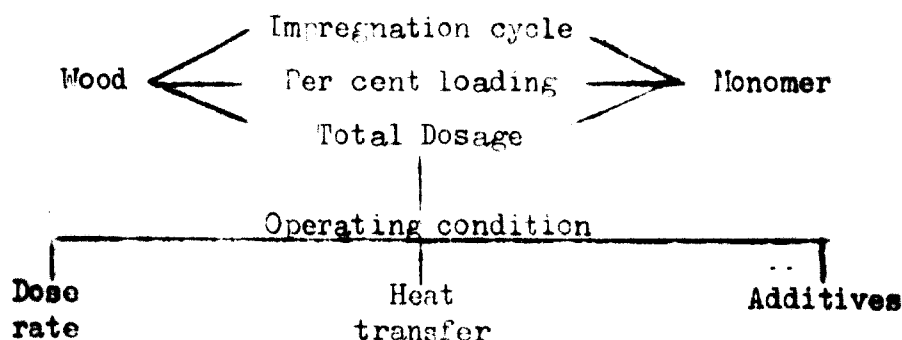 Impregnation cycle
Wood Per cent loading Monomer
Total Dosage
Operating condition
Dose Heat Additives
rate transfer